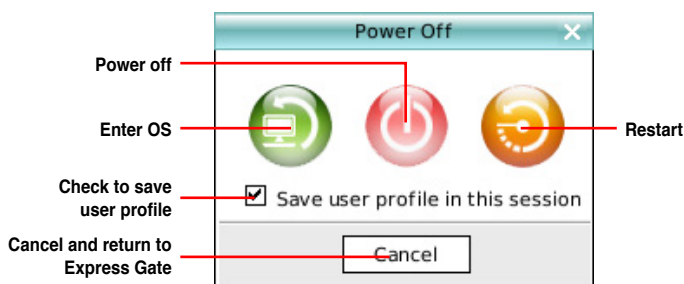 Power Off
Power off
Enter OS
Restart
Check to save
user profile
Save user profile in this session
Cancel and return to
Express Gate
Cancel